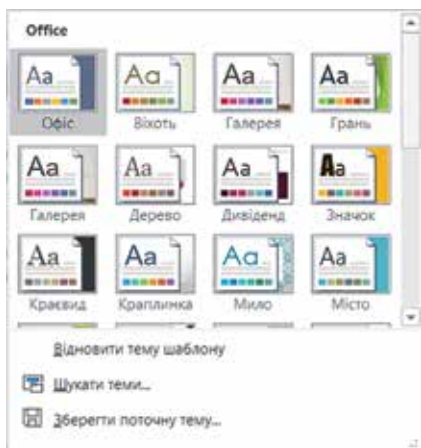 Office
Aa Aa Aa Aa
Офіс Віхоть Галерея Грань
Aa Aa Aa Aa
Галерея Дерево Дивіденд Значок
Aa Aa Aa Aa
Краєвид Краплинка Мило Місто
Відновити тему шаблону
Шукати теми...
Зберегти поточну тему...